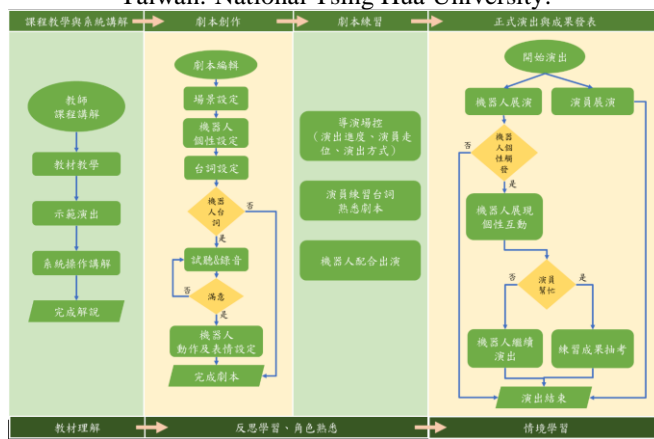 Taiwan. National Tsing Hua University.
課程教學與系統講解
劇本創作
劇本練習
正式演出與成果發表
教師
課程講解
教材教學
示範演出
系統操作講解
完成解說
劇本編輯
場景設定
機器人
個性設定
台詞設定
機器
人台
詞
否
是
試聽&錄音
滿意
否
是
機器人
動作及表情設定
完成劇本
導演場控
(演出進度、演員走
位、演出方式)
演員練習台詞
熟悉劇本
機器人配合出演
開始演出
機器人展演
演員展演
機器
人個
性觸
發
否
是
機器人展現
個性互動
演員
幫忙
否
是
機器人繼續
演出
練習成果抽考
演出結束
教材理解
反思學習、角色熟悉
情境學習